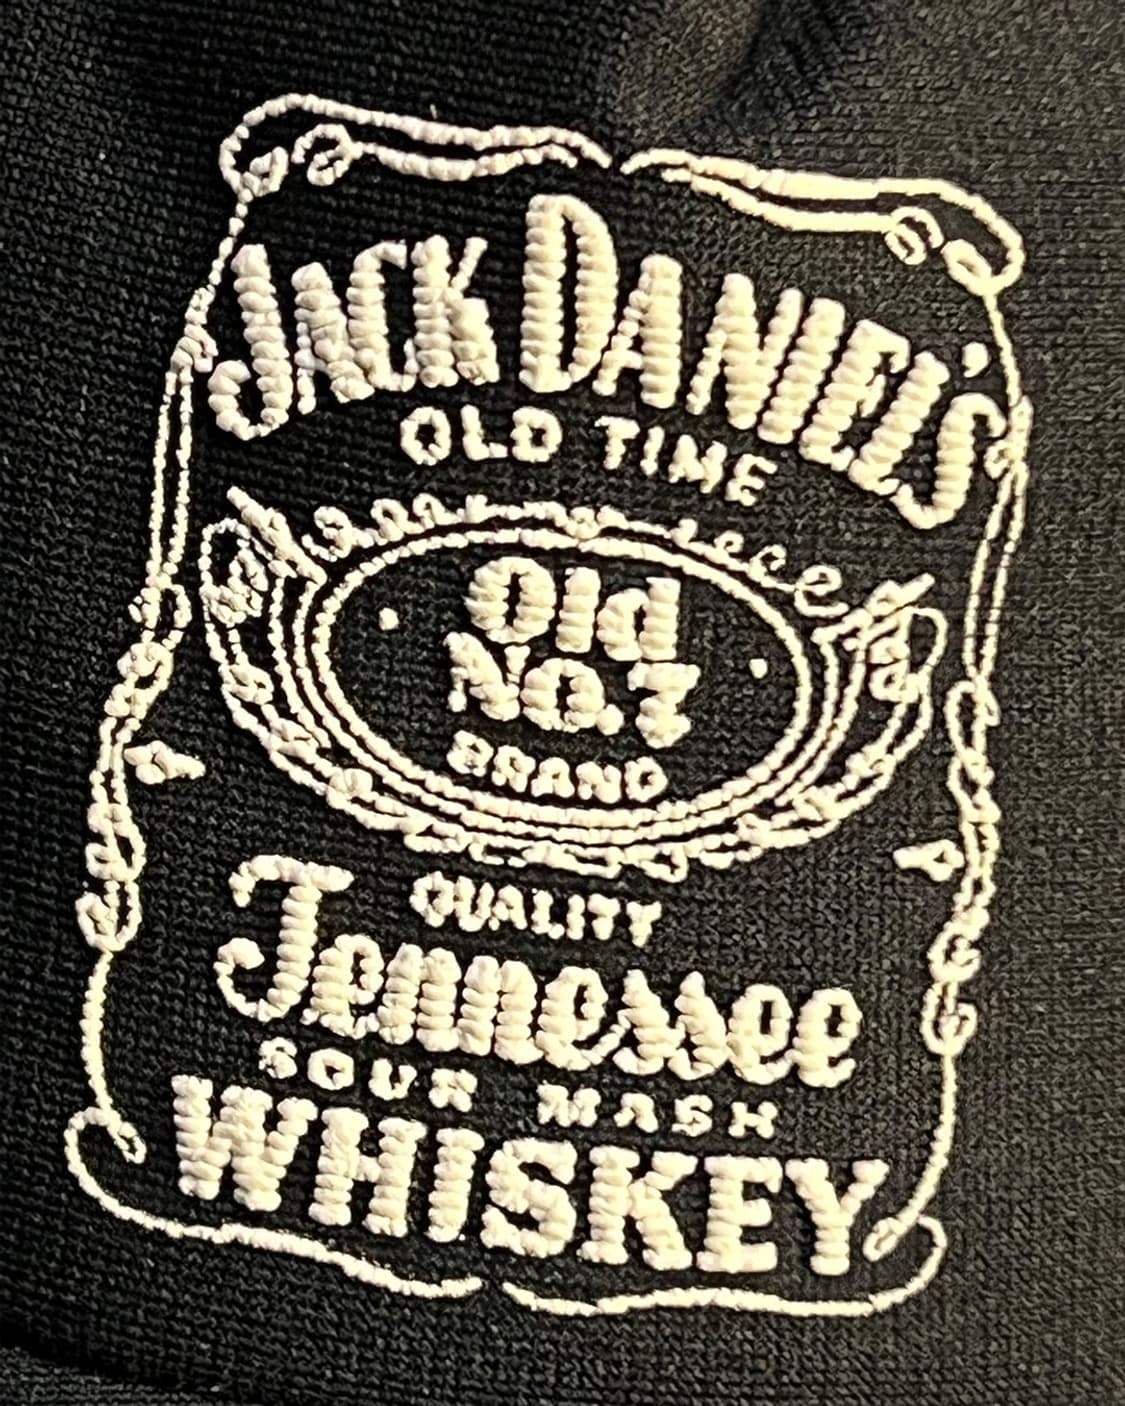 JACK DANIEL'S
OLD TIME
Old
No.7
BRAND
QUALITY
Tennessee
SOUR MASH
WHISKEY